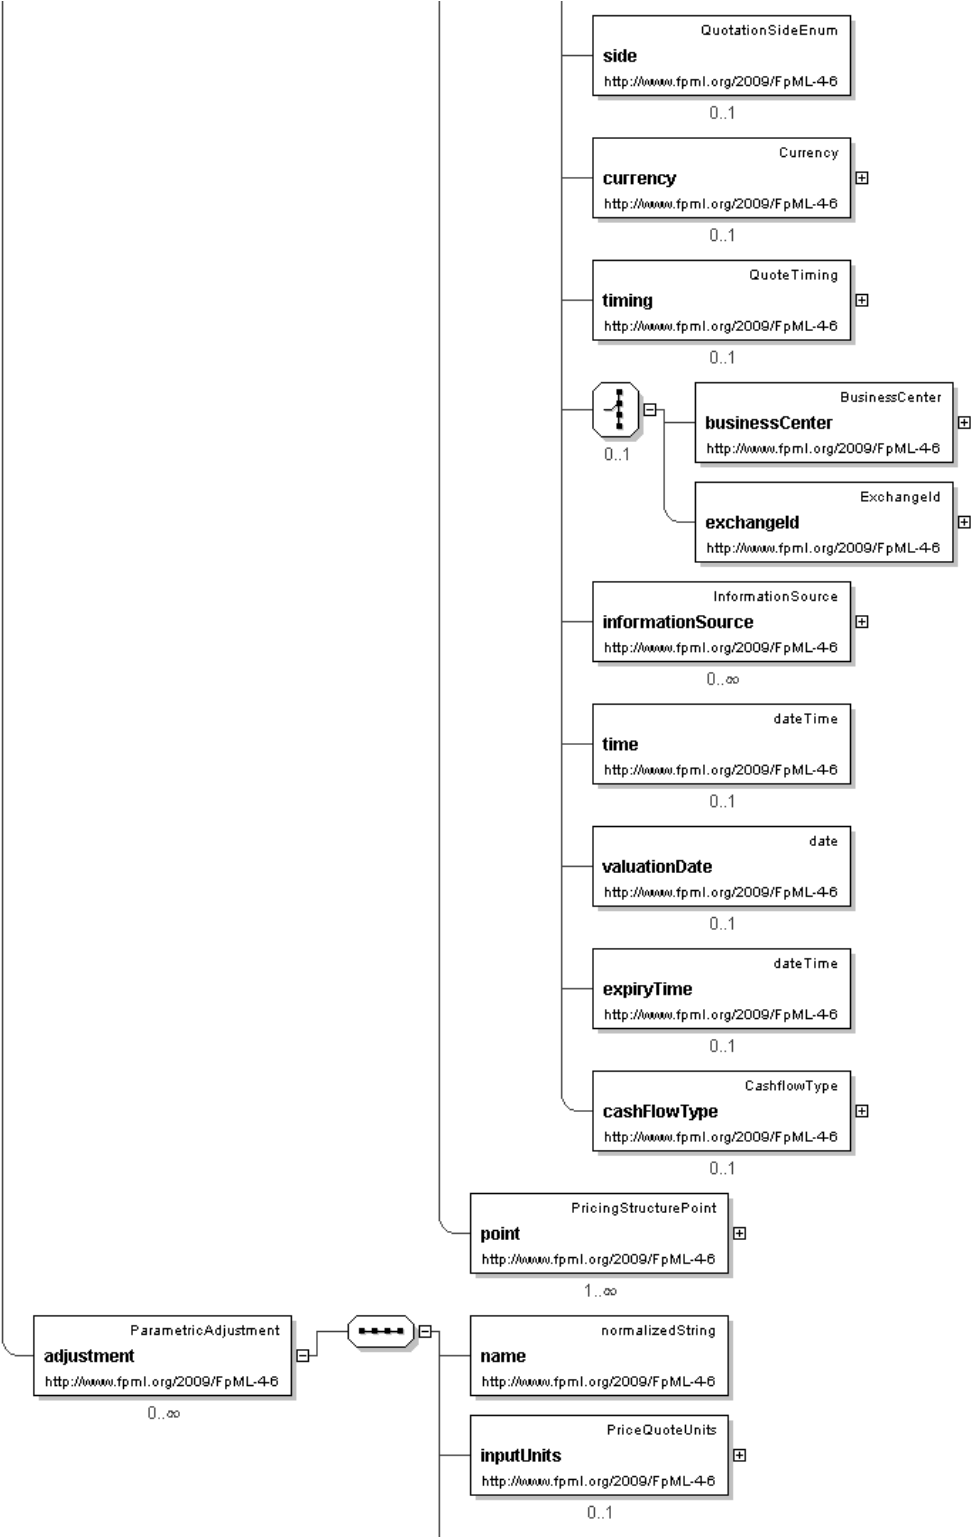 QuotationSideEnum
side
http://www.fpml.org/2009/FpML-4-6
0..1
Currency
currency
http://www.fpml.org/2009/FpML-4-6
0..1
QuoteTiming
timing
http://www.fpml.org/2009/FpML-4-6
0..1
BusinessCenter
businessCenter
http://www.fpml.org/2009/FpML-4-6
0..1
ExchangeId
exchangeId
http://www.fpml.org/2009/FpML-4-6
InformationSource
informationSource
http://www.fpml.org/2009/FpML-4-6
0..∞
dateTime
time
http://www.fpml.org/2009/FpML-4-6
0..1
date
valuationDate
http://www.fpml.org/2009/FpML-4-6
0..1
dateTime
expiryTime
http://www.fpml.org/2009/FpML-4-6
0..1
CashflowType
cashFlowType
http://www.fpml.org/2009/FpML-4-6
0..1
PricingStructurePoint
point
http://www.fpml.org/2009/FpML-4-6
1..∞
ParametricAdjustment
adjustment
http://www.fpml.org/2009/FpML-4-6
0..∞
normalizedString
name
http://www.fpml.org/2009/FpML-4-6
PriceQuoteUnits
inputUnits
http://www.fpml.org/2009/FpML-4-6
0..1